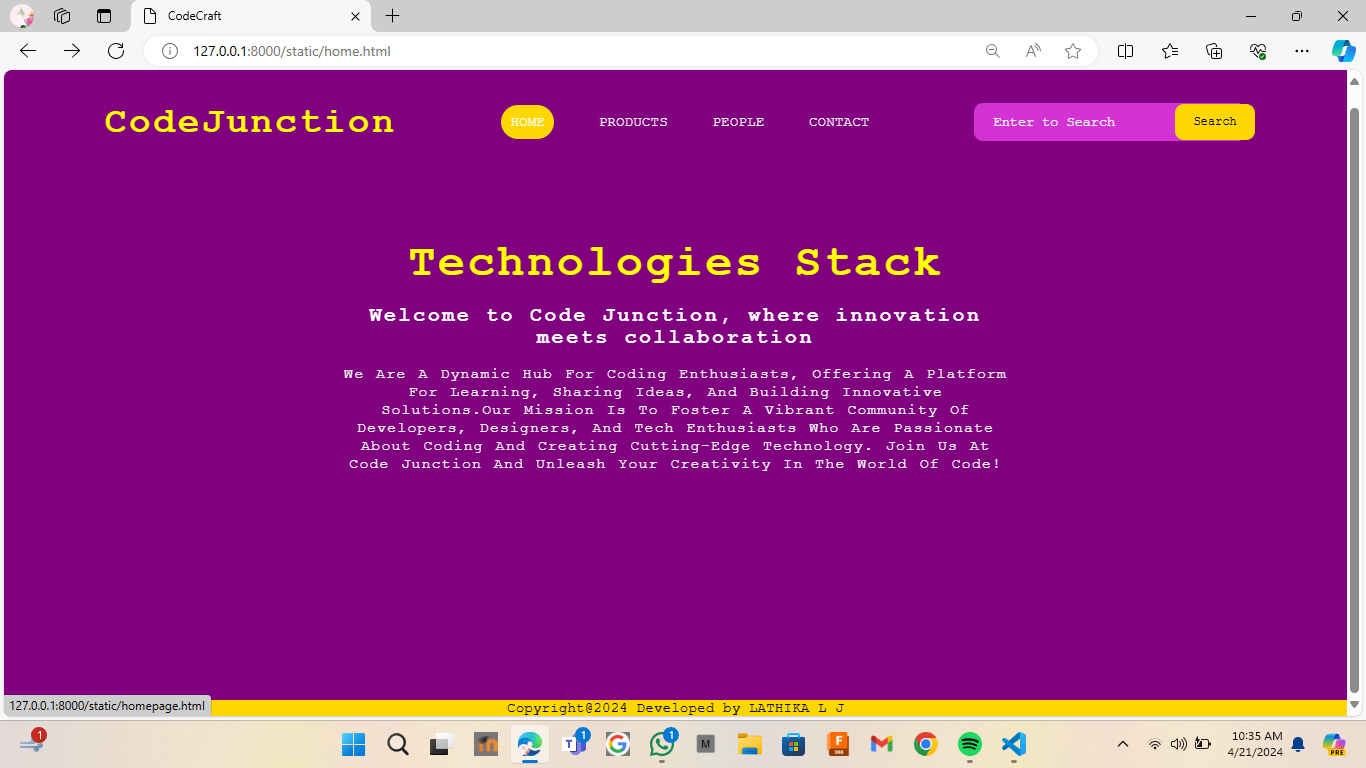 CodeCraft
127.0.0.1:8000/static/home.html
CodeJunction
HOME PRODUCTS PEOPLE CONTACT
Enter to Search Search
Technologies Stack
Welcome to Code Junction, where innovation
meets collaboration
We Are A Dynamic Hub For Coding Enthusiasts, Offering A Platform
For Learning, Sharing Ideas, And Building Innovative
Solutions.Our Mission Is To Foster A Vibrant Community Of
Developers, Designers, And Tech Enthusiasts Who Are Passionate
About Coding And Creating Cutting-Edge Technology. Join Us At
Code Junction And Unleash Your Creativity In The World Of Code!
127.0.0.1:8000/static/homepage.html
Copyright@2024 Developed by LATHIKA L J
1
1
1
M
F
360
10:35 AM
4/21/2024
PRE